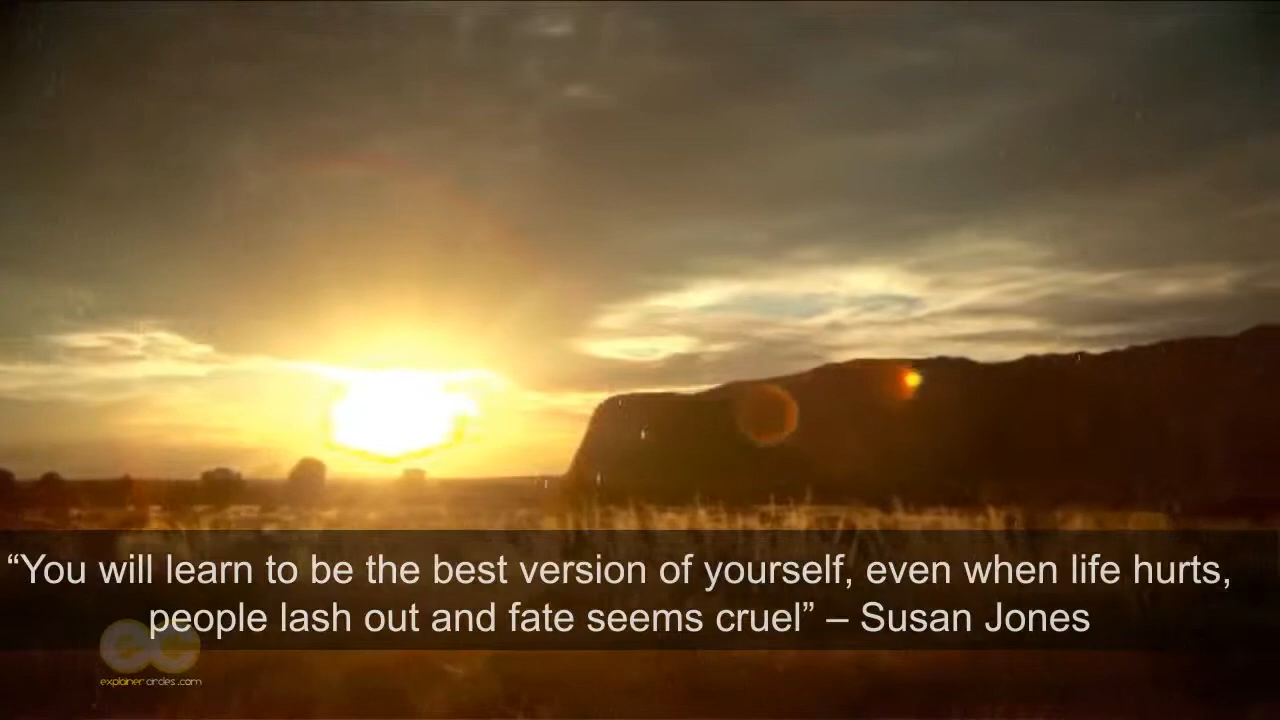 “You will learn to be the best version of yourself, even when life hurts,
people lash out and fate seems cruel” – Susan Jones
ec
explainercircles.com